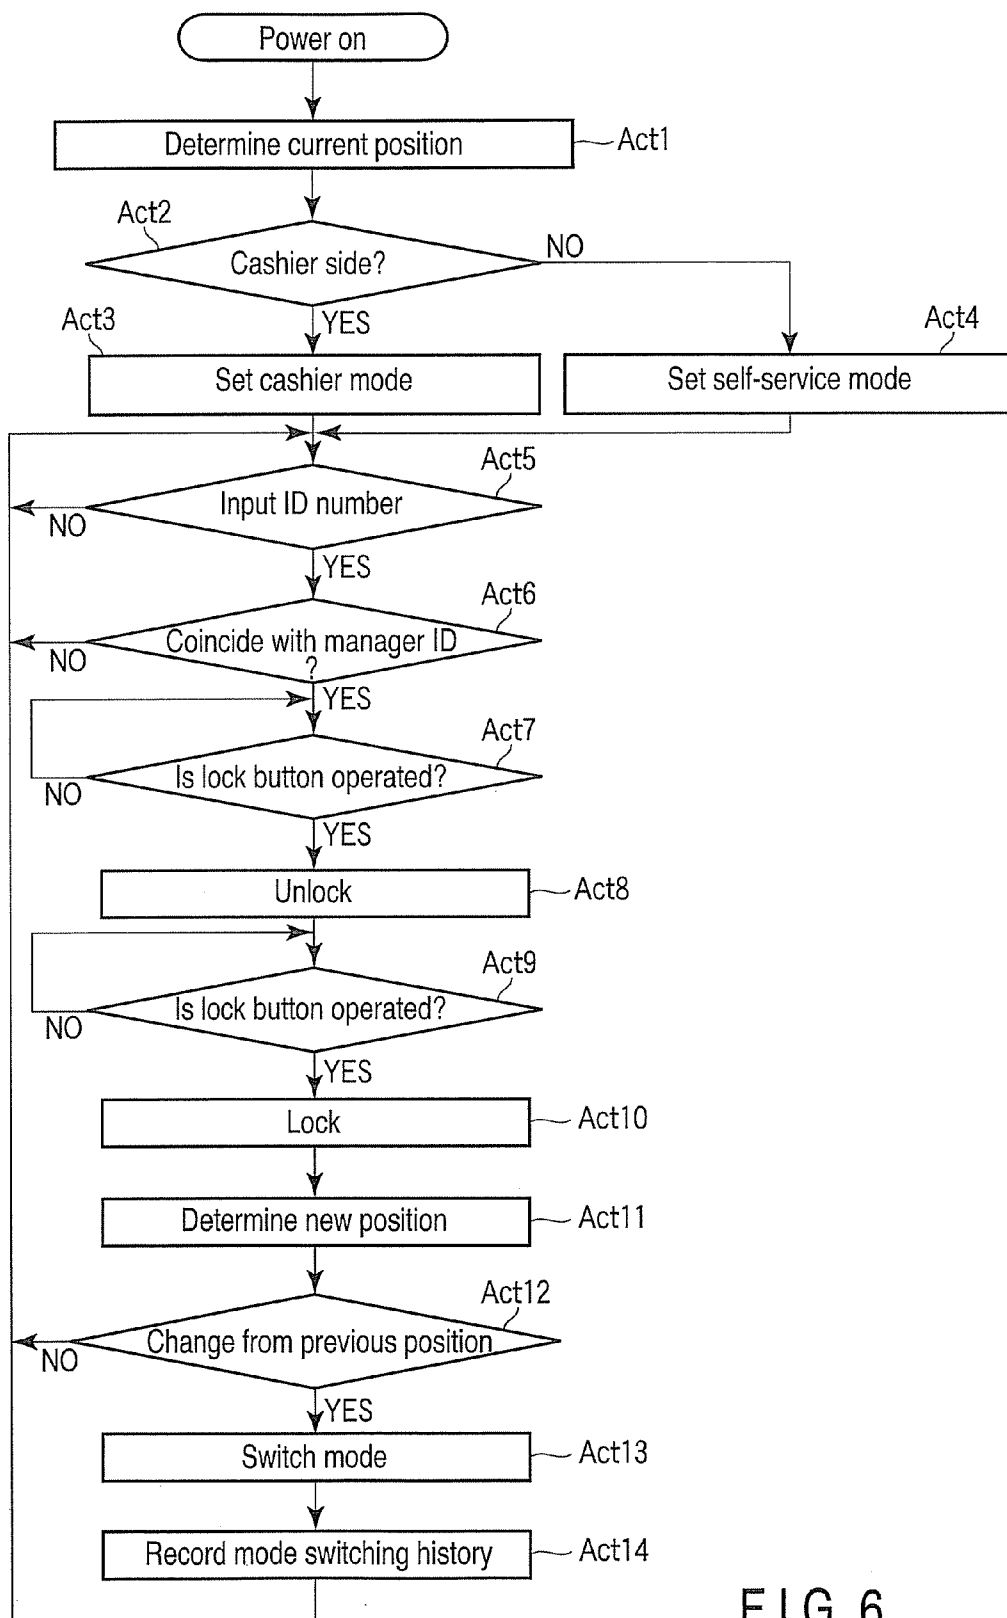 Power on
Determine current position
Act1
Act2
Cashier side?
NO
YES
Act3
Set cashier mode
Act4
Set self-service mode
Act5
Input ID number
NO
YES
Act6
Coincide with manager ID
?
NO
YES
Act7
Is lock button operated?
NO
YES
Unlock
Act8
Act9
Is lock button operated?
NO
YES
Lock
Act10
Determine new position
Act11
Act12
Change from previous position
NO
YES
Switch mode
Act13
Record mode switching history
Act14
FIG. 6